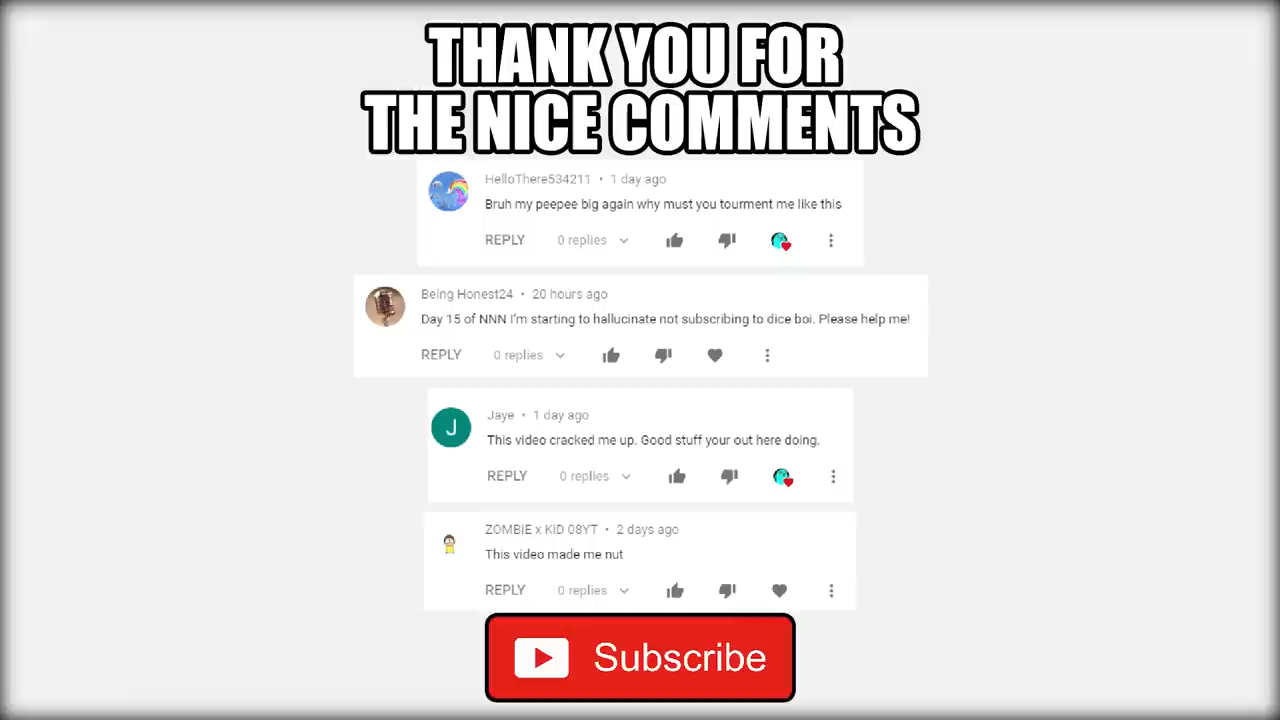 THANK YOU FOR
THE NICE COMMENTS
HelloThere534211 • 1 day ago
Bruh my peepee big again why must you tourment me like this
REPLY 0 replies
Being Honest24 • 20 hours ago
Day 15 of NNN I'm starting to hallucinate not subscribing to dice boi. Please help me!
REPLY 0 replies
J
Jaye • 1 day ago
This video cracked me up. Good stuff your out here doing.
REPLY 0 replies
ZOMBIE x KID 08YT • 2 days ago
This video made me nut
REPLY 0 replies
Subscribe